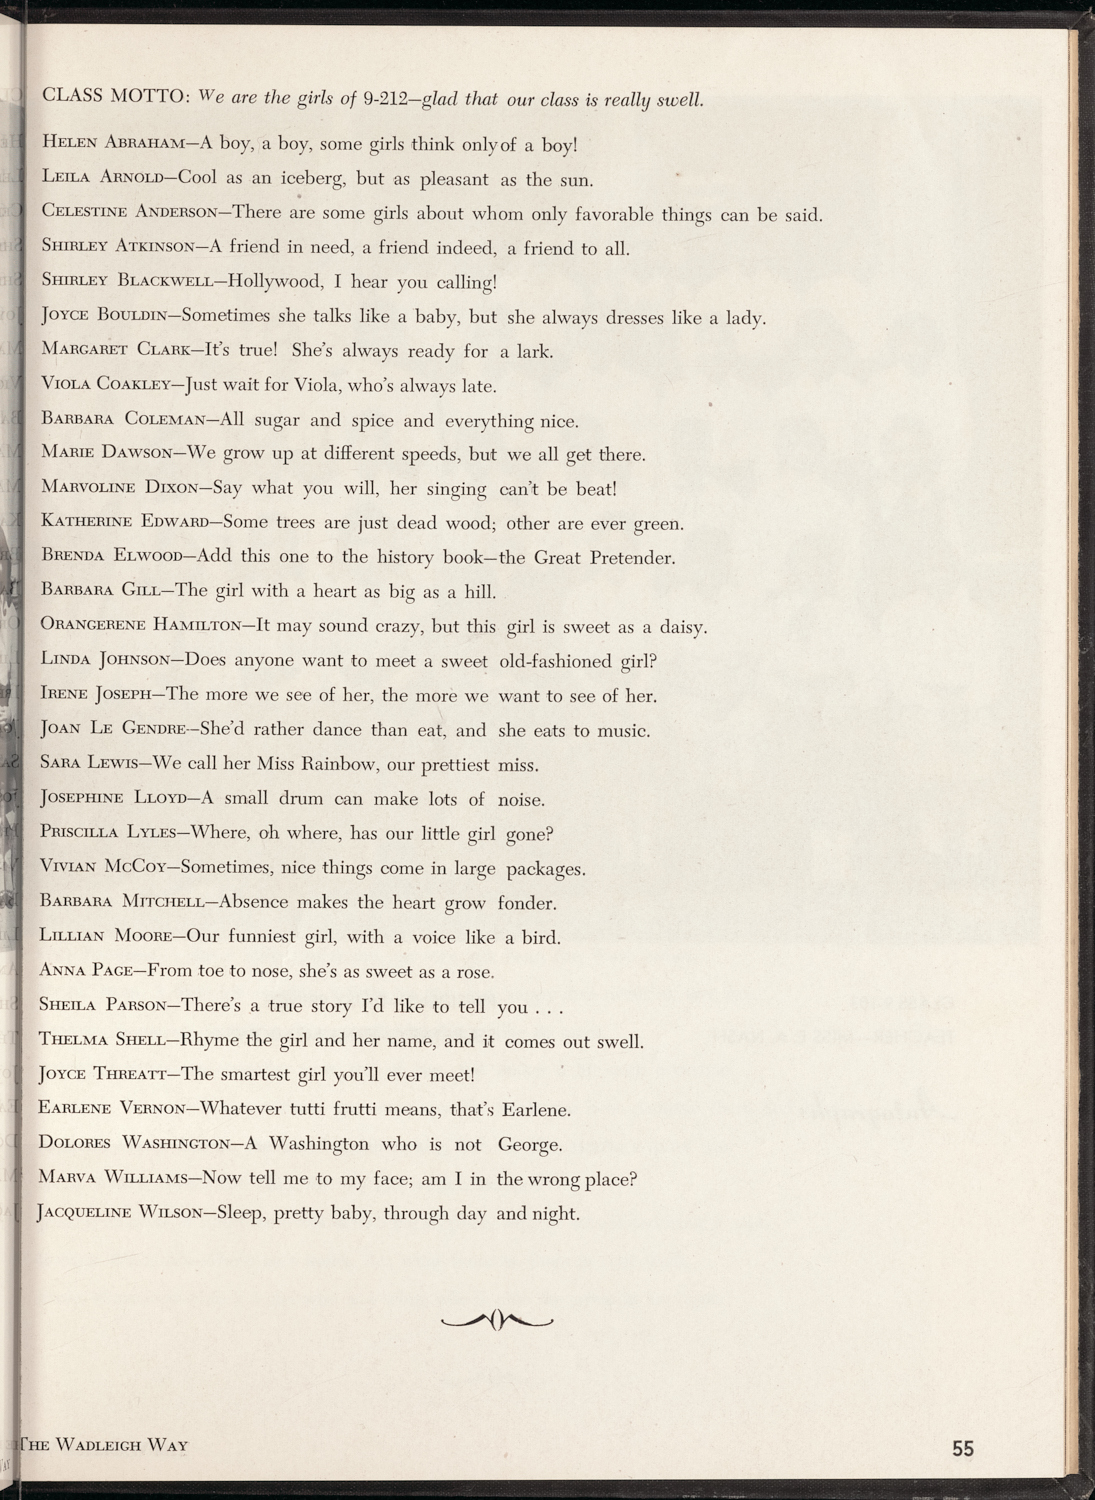 CLASS MOTTO: We are the girls of 9-212—glad that our class is really swell.
HELEN ABRAHAM—A boy, a boy, some girls think only of a boy!
LEILA ARNOLD—Cool as an iceberg, but as pleasant as the sun.
CELESTINE ANDERSON—There are some girls about whom only favorable things can be said.
SHIRLEY ATKINSON—A friend in need, a friend indeed, a friend to all.
SHIRLEY BLACKWELL—Hollywood, I hear you calling!
JOYCE BOULDIN—Sometimes she talks like a baby, but she always dresses like a lady.
MARGARET CLARK—It's true! She's always ready for a lark.
VIOLA COAKLEY—Just wait for Viola, who's always late.
BARBARA COLEMAN—All sugar and spice and everything nice.
MARIE DAWSON—We grow up at different speeds, but we all get there.
MARVOLINE DIXON—Say what you will, her singing can't be beat!
KATHERINE EDWARD—Some trees are just dead wood; other are ever green.
BRENDA ELWOOD—Add this one to the history book—the Great Pretender.
BARBARA GILL—The girl with a heart as big as a hill.
ORANGERENE HAMILTON—It may sound crazy, but this girl is sweet as a daisy.
LINDA JOHNSON—Does anyone want to meet a sweet old-fashioned girl?
IRENE JOSEPH—The more we see of her, the more we want to see of her.
JOAN LE GENDRE—She'd rather dance than eat, and she eats to music.
SARA LEWIS—We call her Miss Rainbow, our prettiest miss.
JOSEPHINE LLOYD—A small drum can make lots of noise.
PRISCILLA LYLES—Where, oh where, has our little girl gone?
VIVIAN MCCOY—Sometimes, nice things come in large packages.
BARBARA MITCHELL—Absence makes the heart grow fonder.
LILLIAN MOORE—Our funniest girl, with a voice like a bird.
ANNA PAGE—From toe to nose, she's as sweet as a rose.
SHEILA PARSON—There's a true story I'd like to tell you . . .
THELMA SHELL—Rhyme the girl and her name, and it comes out swell.
JOYCE THREATT—The smartest girl you'll ever meet!
EARLENE VERNON—Whatever tutti frutti means, that's Earlene.
DOLORES WASHINGTON—A Washington who is not George.
MARVA WILLIAMS—Now tell me to my face; am I in the wrong place?
JACQUELINE WILSON—Sleep, pretty baby, through day and night.
THE WADLEIGH WAY 55